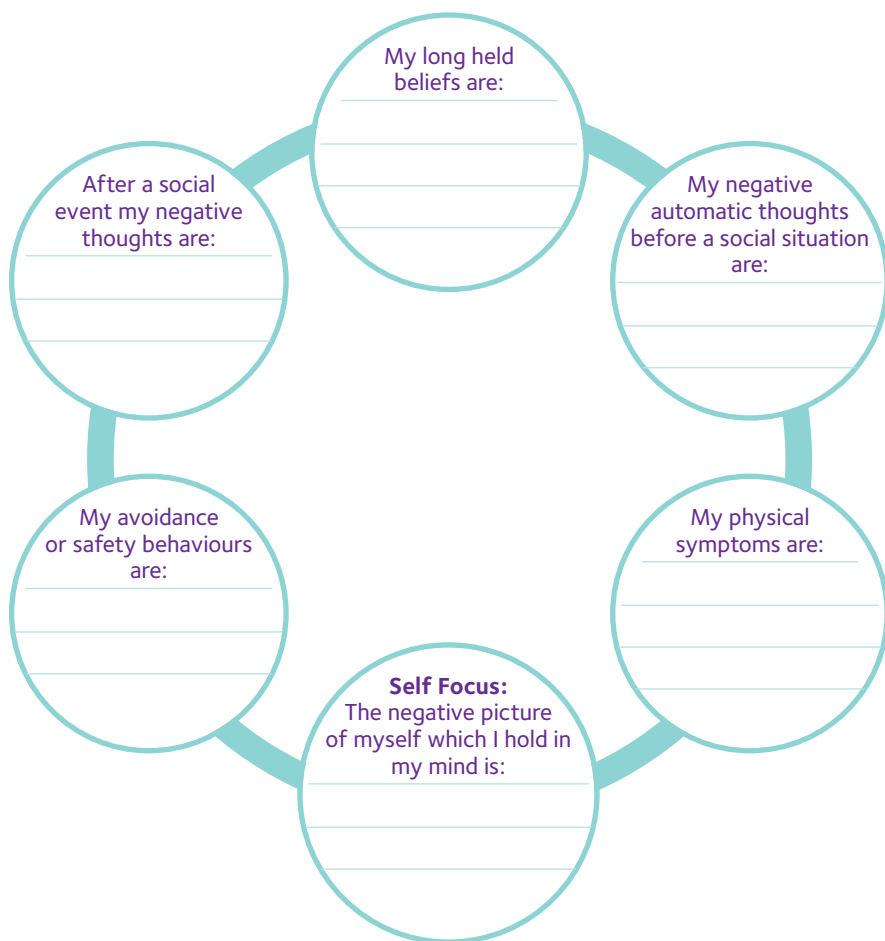 My long held
beliefs are:
My negative
automatic thoughts
before a social situation
are:
My physical
symptoms are:
Self Focus:
The negative picture
of myself which I hold in
my mind is:
My avoidance
or safety behaviours
are:
After a social
event my negative
thoughts are: